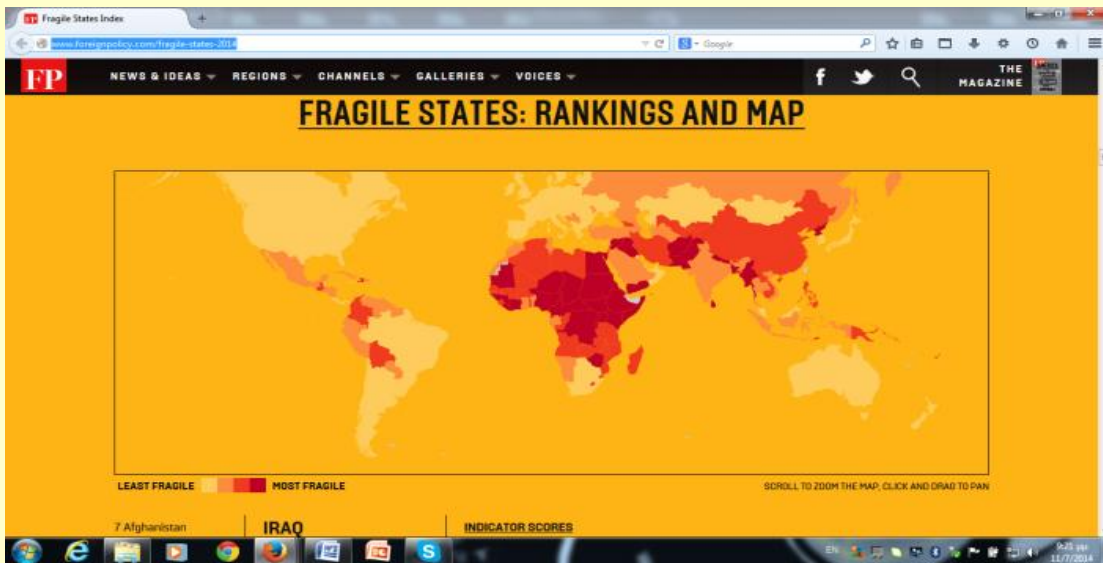 Fragile States Index
www.foreignpolicy.com/fragile-states-2014
Google
FP NEWS & IDEAS REGIONS CHANNELS GALLERIES VOICES THE MAGAZINE
FRAGILE STATES: RANKINGS AND MAP
LEAST FRAGILE MOST FRAGILE
SCROLL TO ZOOM THE MAP, CLICK AND DRAG TO PAN
7 Afghanistan IRAQ INDICATOR SCORES
EN
11/7/2014